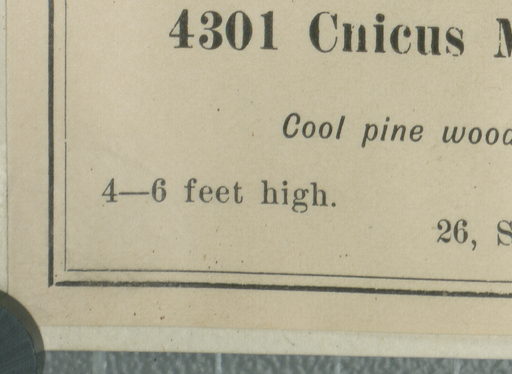 4301 Cnicus
Cool pine
4—6 feet high.
26,